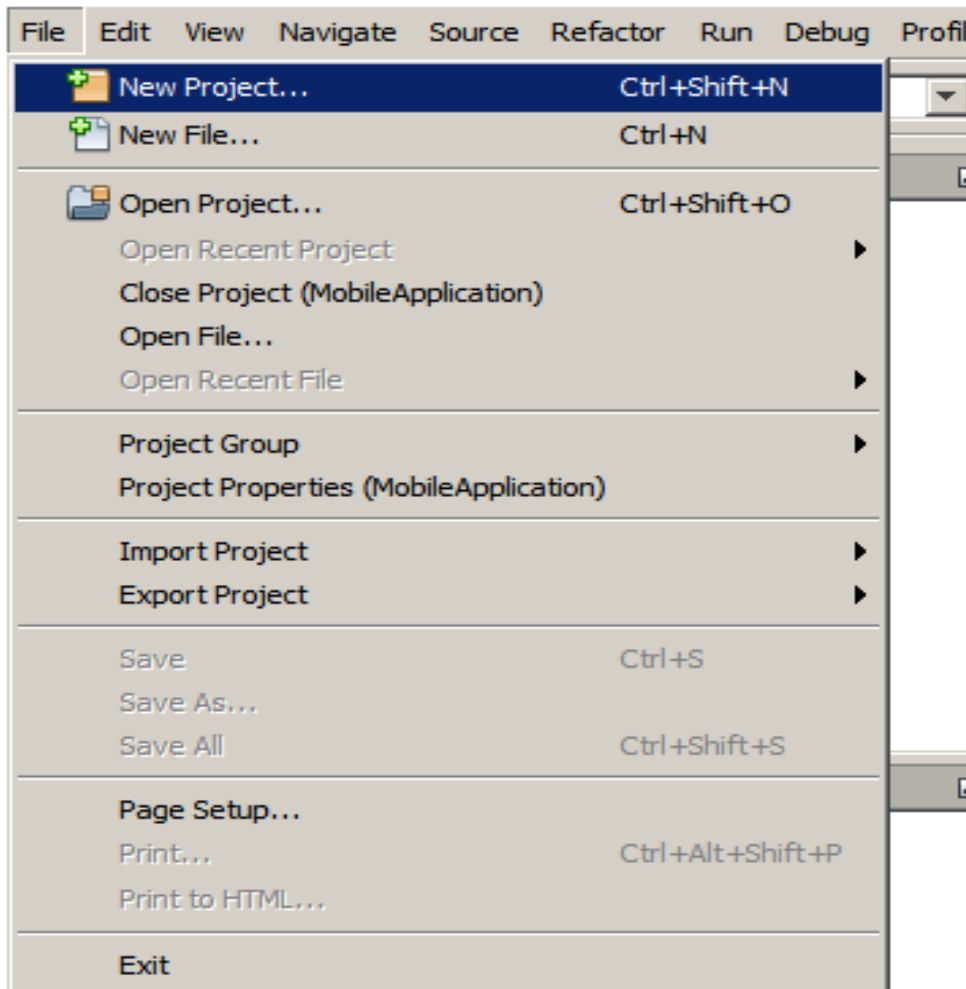 File Edit View Navigate Source Refactor Run Debug Profil
New Project... Ctrl+Shift+N
New File... Ctrl+N
Open Project... Ctrl+Shift+O
Open Recent Project
Close Project (MobileApplication)
Open File...
Open Recent File
Project Group
Project Properties (MobileApplication)
Import Project
Export Project
Save Ctrl+S
Save As...
Save All Ctrl+Shift+S
Page Setup...
Print... Ctrl+Alt+Shift+P
Print to HTML...
Exit